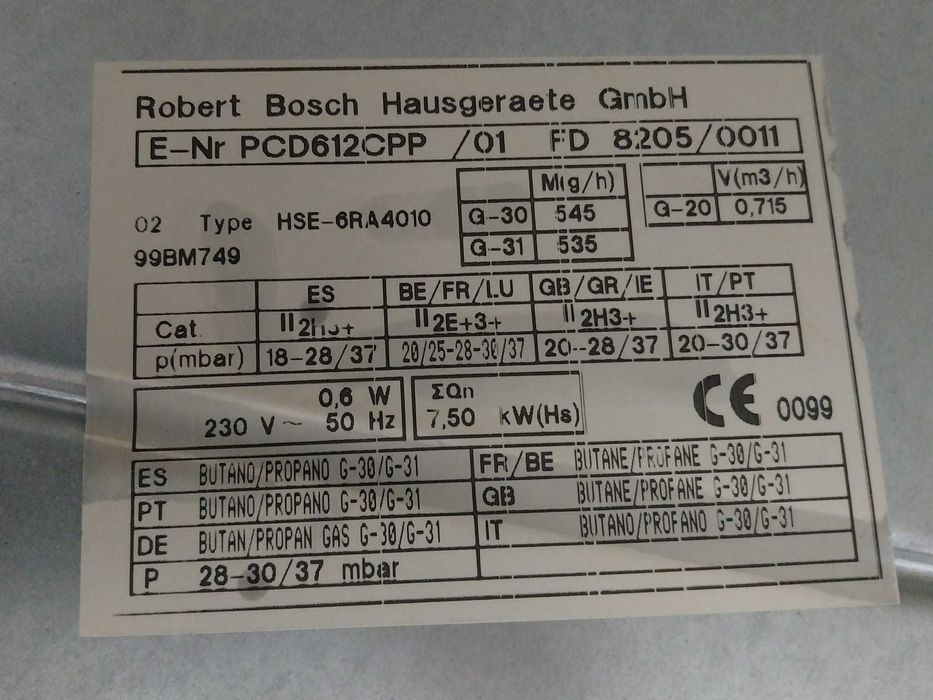 Robert Bosch Hausgeraete GmbH
E-Nr PCD612CPP /01 FD 8205/0011
M(g/h) V(m3/h)
G-30 545 G-20 0,715
02 Type HSE-6RA4010
G-31 535
99BM749
ES BE/FR/LU GB/GR/IE IT/PT
Cat. II2H3+ II2E+3+ II2H3+ II2H3+
p(mbar) 18-28/37 20/25-28-30/37 20--28/37 20-30/37
0,6 W ΣQn
230 V ~ 50 Hz 7,50 kW(Hs) CE 0099
ES BUTANO/PROPANO G-30/G-31 FR/BE BUTANE/PROPANE G-30/G-31
PT BUTANO/PROPANO G-30/G-31 GB BUTANE/PROPANE G-30/G-31
DE BUTAN/PROPAN GAS G-30/G-31 IT BUTANO/PROPANO G-30/G-31
P 28-30/37 mbar